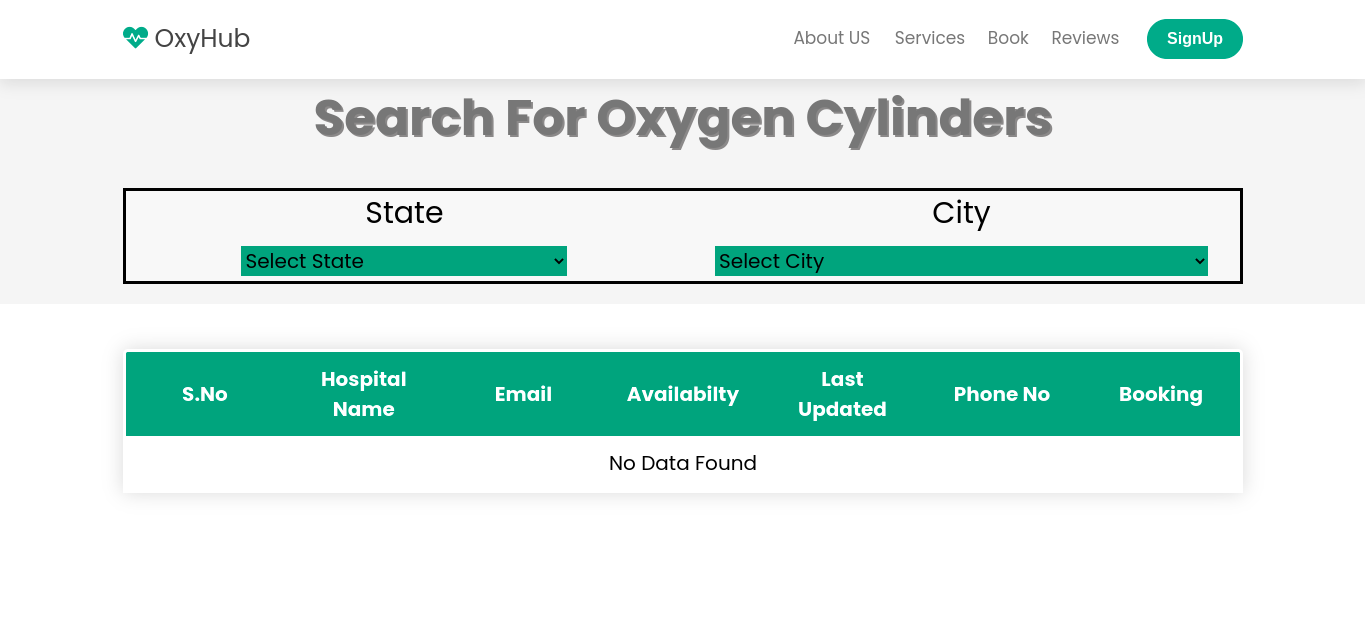 OxyHub
About US Services Book Reviews SignUp
Search For Oxygen Cylinders
State City
Select State Select City
S.No Hospital Name Email Availabilty Last Updated Phone No Booking
No Data Found